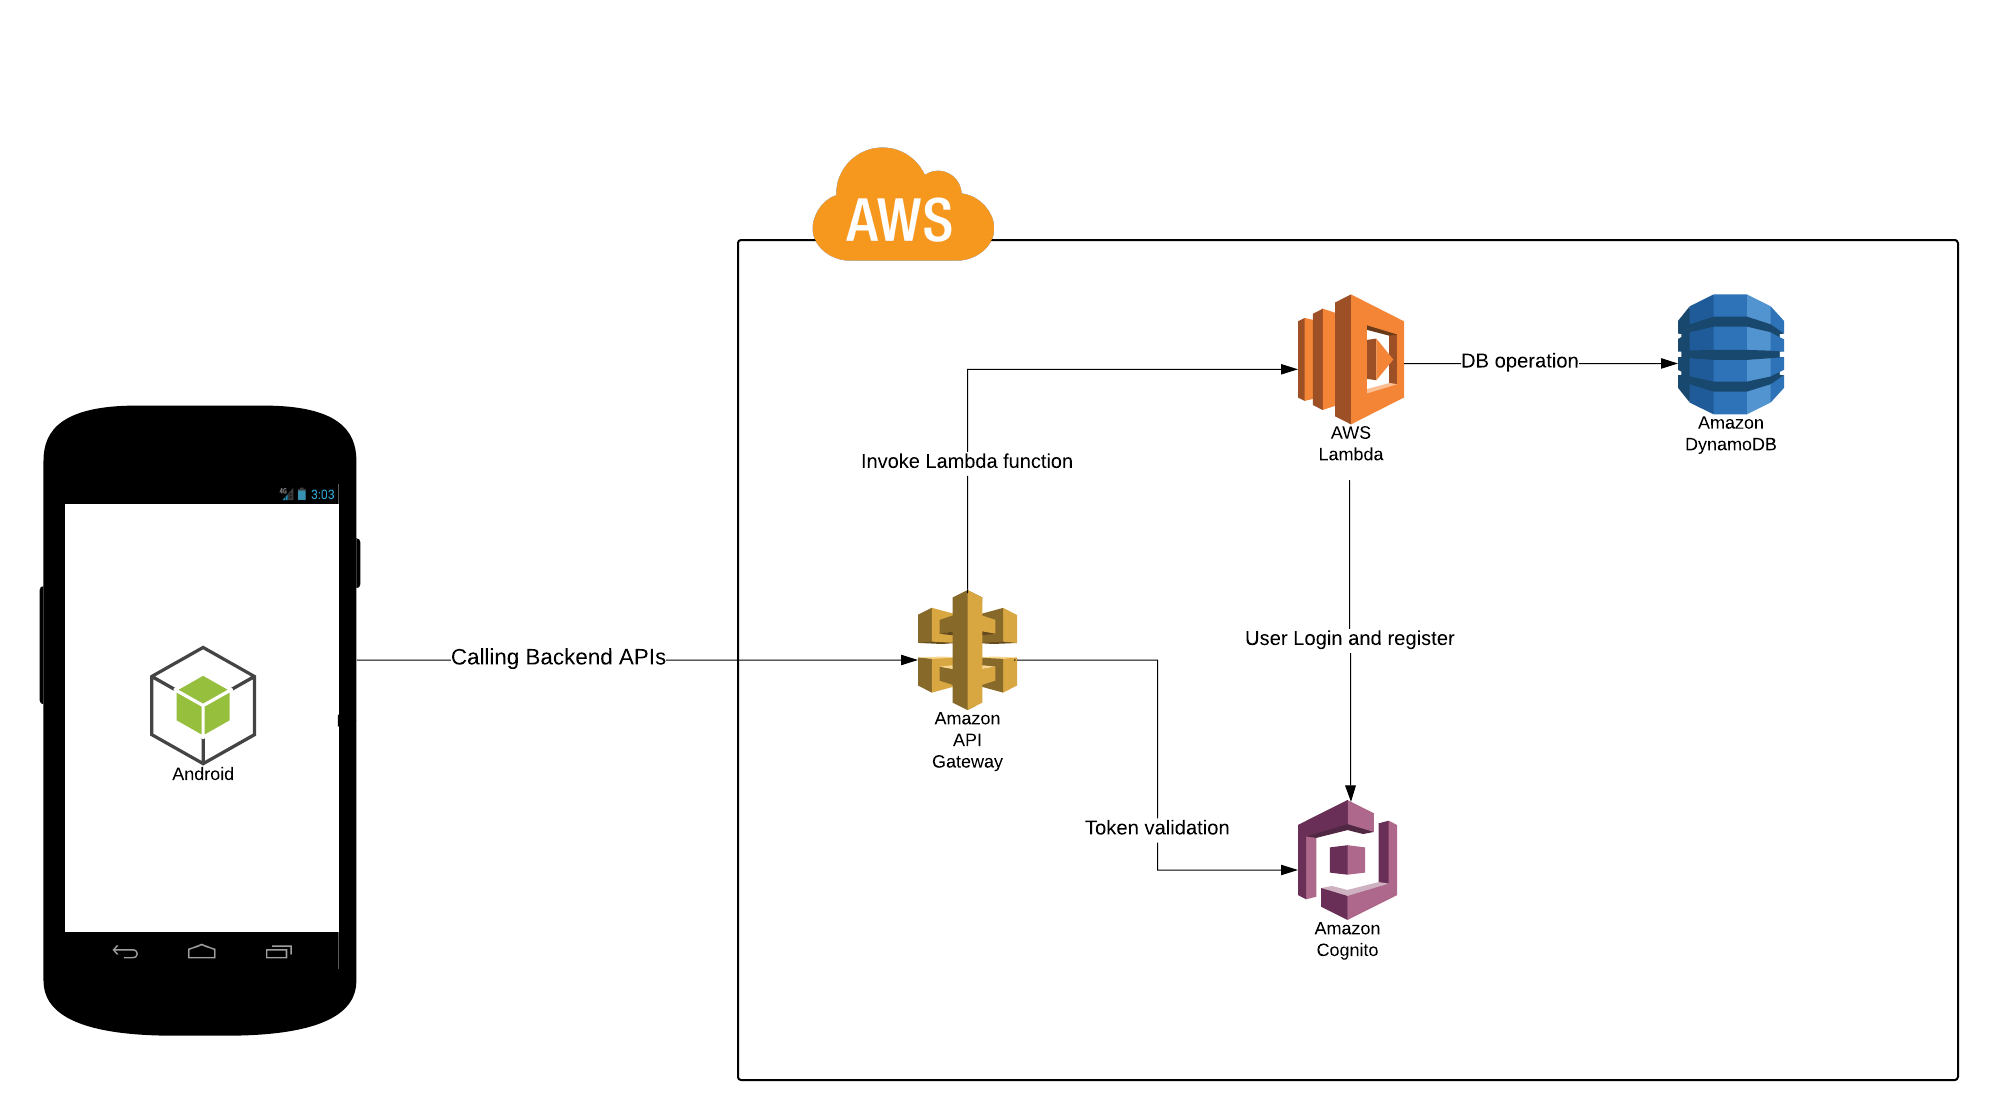 AWS
DB operation
Amazon
DynamoDB
AWS
Lambda
Invoke Lambda function
4G 3:03
User Login and register
Calling Backend APIs
Amazon
API
Gateway
Android
Token validation
Amazon
Cognito